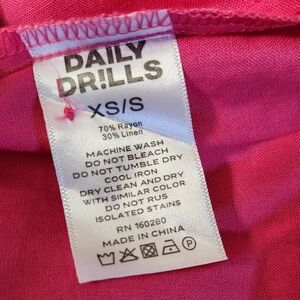 DAILY
DR!LLS
XS/S
70% Rayon
30% Linen
MACHINE WASH
DO NOT BLEACH
DO NOT TUMBLE DRY
COOL IRON
DRY CLEAN AND DRY
WITH SIMILAR COLOR
DO NOT RUS
ISOLATED STAINS
RN 160280
MADE IN CHINA
P